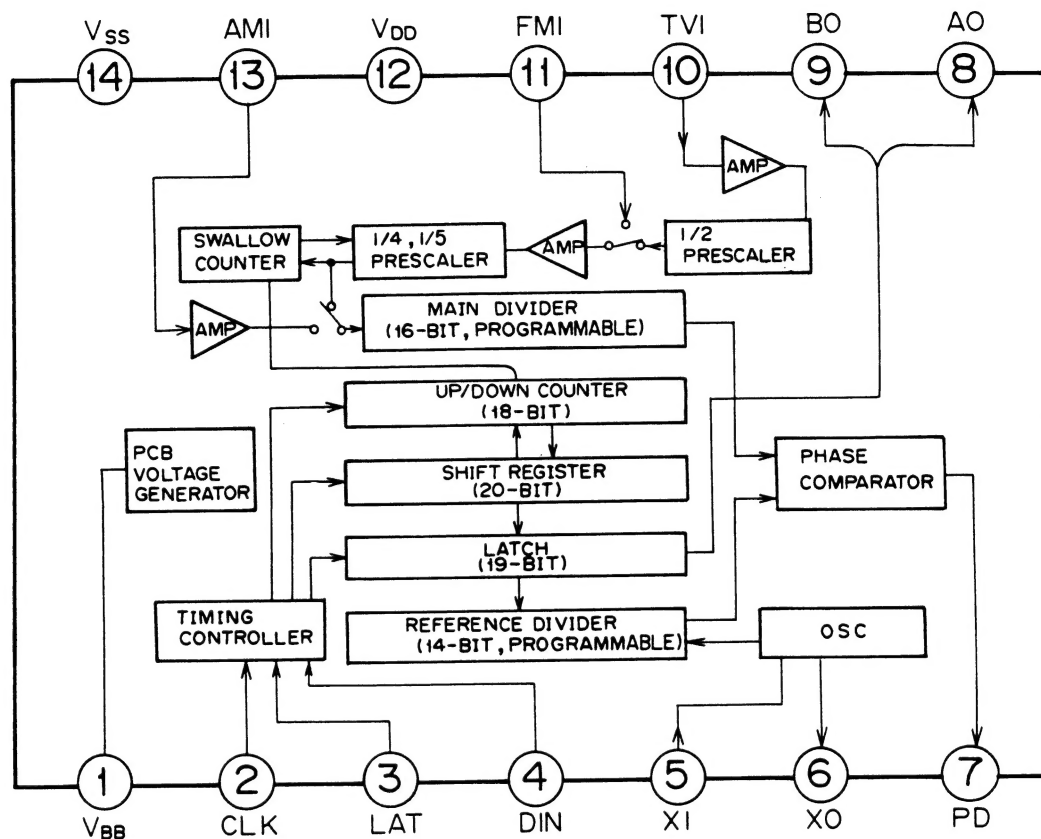 VSS
AMI
VDD
FMI
TVI
BO
AO
14
13
12
11
10
9
8
AMP
SWALLOW
COUNTER
1/4, 1/5
PRESCALER
AMP
1/2
PRESCALER
AMP
MAIN DIVIDER
(16-BIT, PROGRAMMABLE)
UP/DOWN COUNTER
(18-BIT)
PCB
VOLTAGE
GENERATOR
SHIFT REGISTER
(20-BIT)
PHASE
COMPARATOR
LATCH
(19-BIT)
TIMING
CONTROLLER
REFERENCE DIVIDER
(14-BIT, PROGRAMMABLE)
OSC
1
2
3
4
5
6
7
VBB
CLK
LAT
DIN
XI
XO
PD